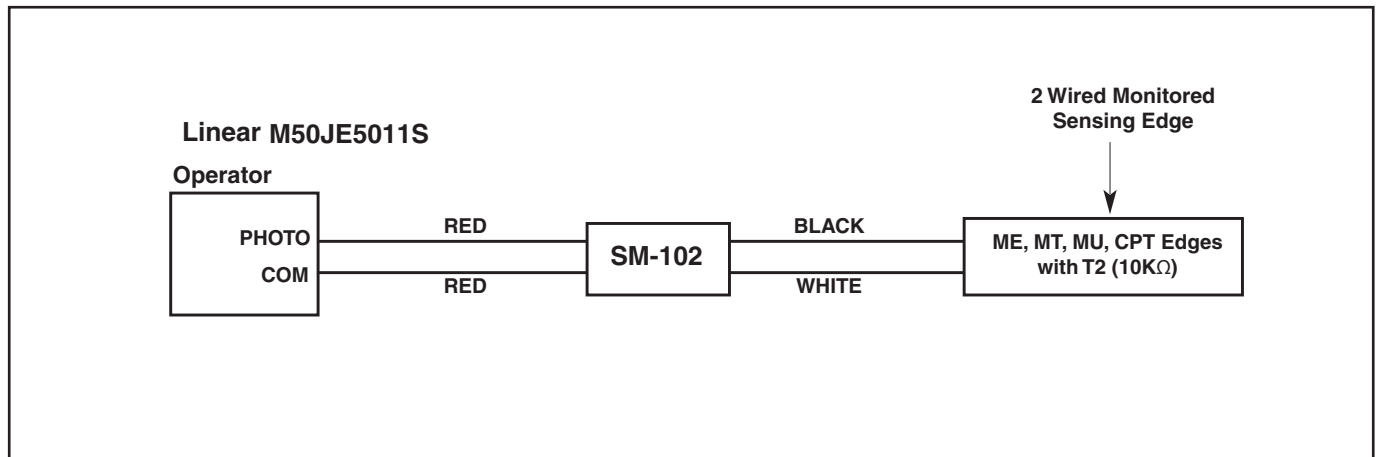 2 Wired Monitored
Sensing Edge
Linear M50JE5011S
Operator
PHOTO
COM
RED
RED
SM-102
BLACK
WHITE
ME, MT, MU, CPT Edges
with T2 (10KΩ)